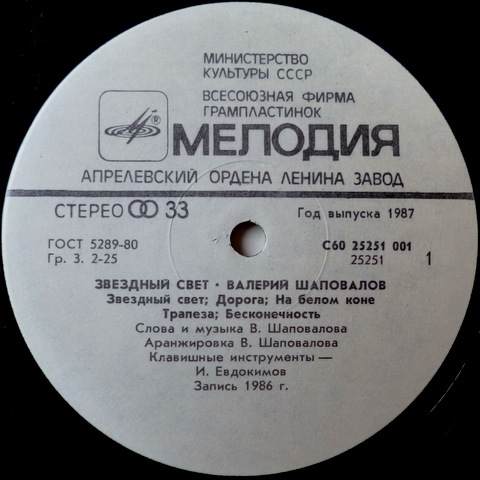 МИНИСТЕРСТВО
КУЛЬТУРЫ СССР
ВСЕСОЮЗНАЯ ФИРМА
ГРАМПЛАСТИНОК
® МЕЛОДИЯ
АПРЕЛЕВСКИЙ ОРДЕНА ЛЕНИНА ЗАВОД
СТЕРЕО 33 Год выпуска 1987
ГОСТ 5289-80 С60 25251 001
Гр. 3. 2-25 25251 1
ЗВЕЗДНЫЙ СВЕТ · ВАЛЕРИЙ ШАПОВАЛОВ
Звездный свет; Дорога; На белом коне
Трапеза; Бесконечность
Слова и музыка В. Шаповалова
Аранжировка В. Шаповалова
Клавишные инструменты —
И. Евдокимов
Запись 1986 г.